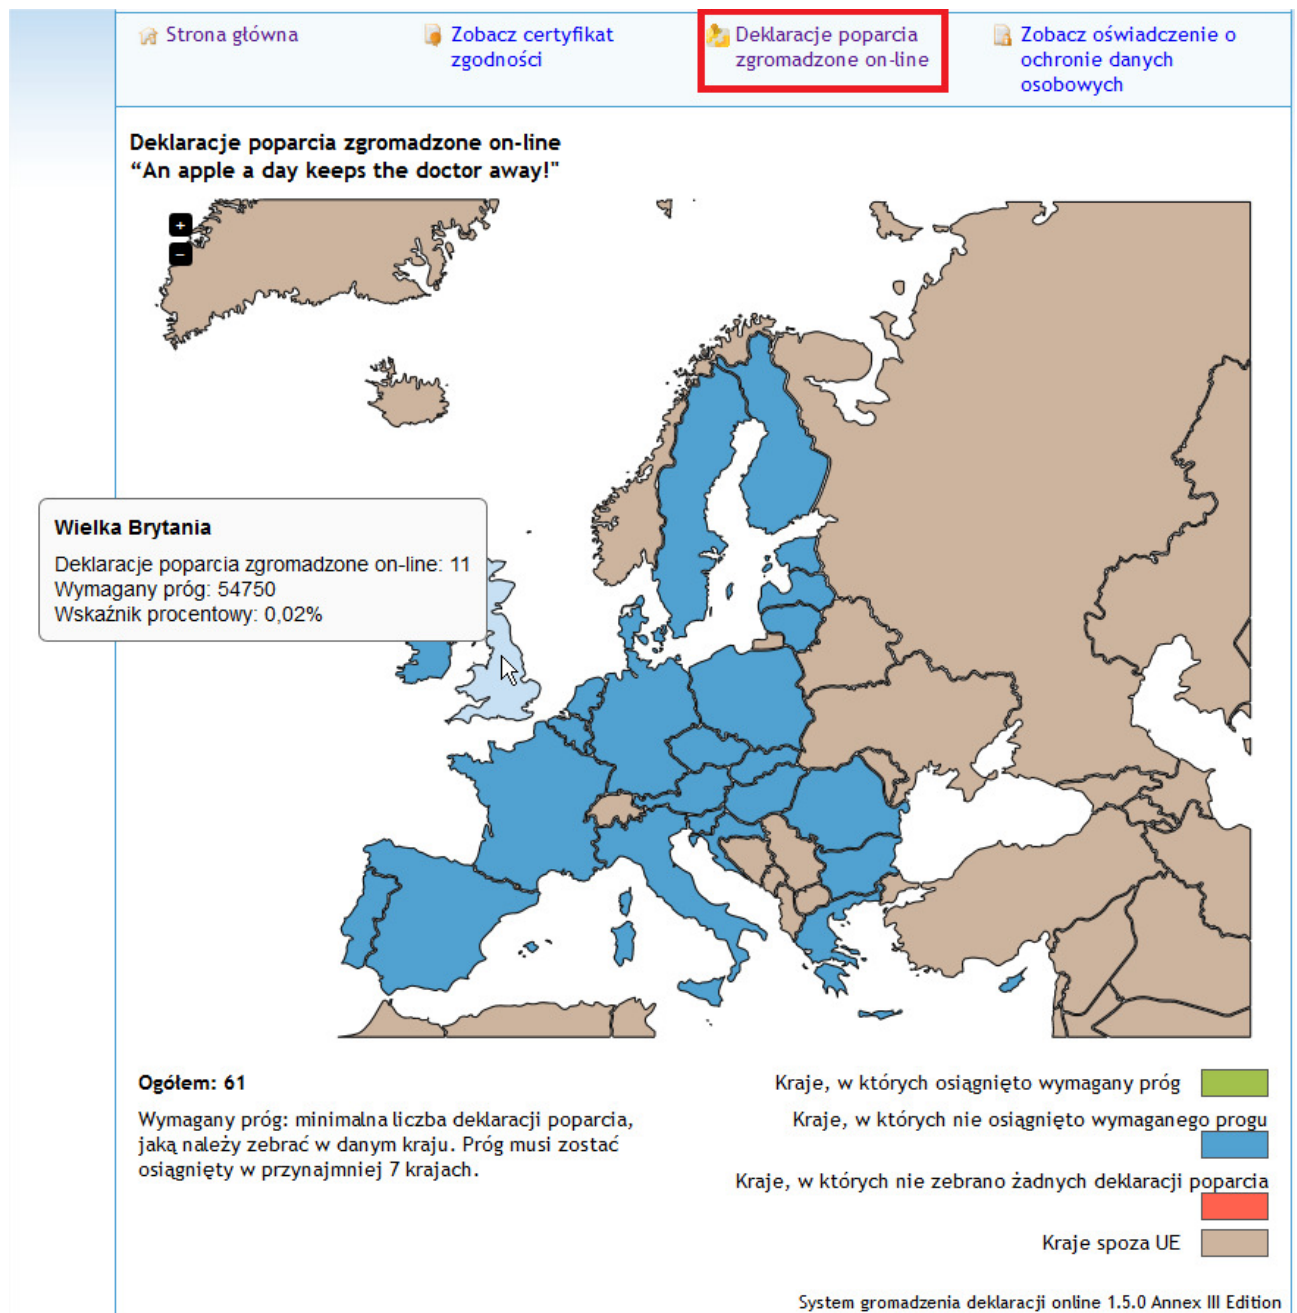 Strona główna
Zobacz certyfikat
zgodności
Deklaracje poparcia
zgromadzone on-line
Zobacz oświadczenie o
ochronie danych
osobowych
Deklaracje poparcia zgromadzone on-line
“An apple a day keeps the doctor away!"
+
−
Wielka Brytania
Deklaracje poparcia zgromadzone on-line: 11
Wymagany próg: 54750
Wskaźnik procentowy: 0,02%
Ogółem: 61
Wymagany próg: minimalna liczba deklaracji poparcia,
jaką należy zebrać w danym kraju. Próg musi zostać
osiągnięty w przynajmniej 7 krajach.
Kraje, w których osiągnięto wymagany próg
Kraje, w których nie osiągnięto wymaganego progu
Kraje, w których nie zebrano żadnych deklaracji poparcia
Kraje spoza UE
System gromadzenia deklaracji online 1.5.0 Annex III Edition